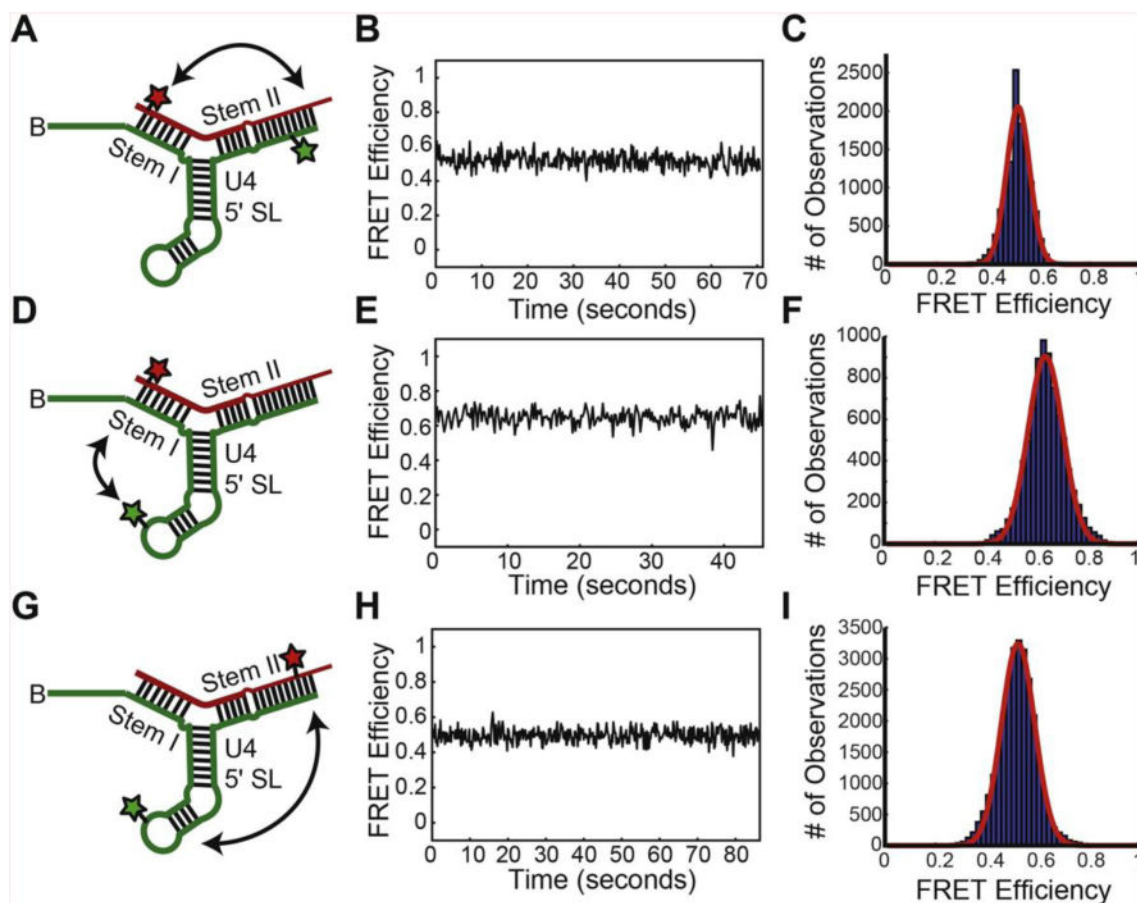 A
B
Stem I
Stem II
U4
5' SL
B
FRET Efficiency
1
0.8
0.6
0.4
0.2
0
0 10 20 30 40 50 60 70
Time (seconds)
C
# of Observations
2500
2000
1500
1000
500
0
0 0.2 0.4 0.6 0.8 1
FRET Efficiency
D
B
Stem I
Stem II
U4
5' SL
E
FRET Efficiency
1
0.8
0.6
0.4
0.2
0
0 10 20 30 40
Time (seconds)
F
# of Observations
1000
800
600
400
200
0
0 0.2 0.4 0.6 0.8 1
FRET Efficiency
G
B
Stem I
Stem II
U4
5' SL
H
FRET Efficiency
1
0.8
0.6
0.4
0.2
0
0 10 20 30 40 50 60 70 80
Time (seconds)
I
# of Observations
3500
3000
2500
2000
1500
1000
500
0
0 0.2 0.4 0.6 0.8 1
FRET Efficiency